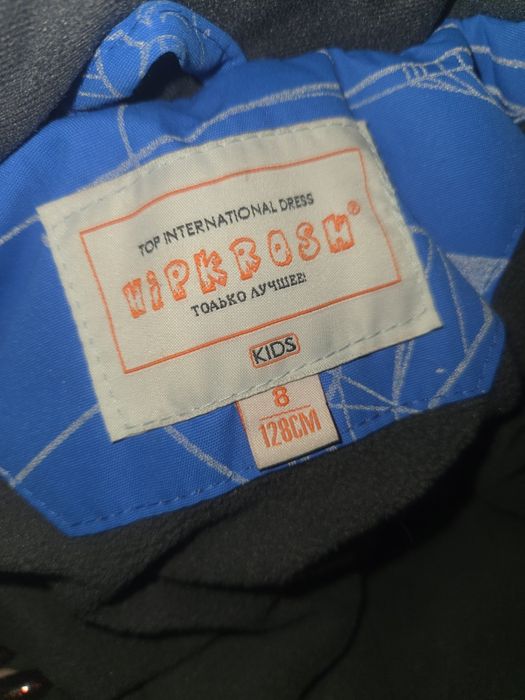 TOP INTERNATIONAL DRESS
HIPKROSH®
ТОЛЬКО ЛУЧШЕЕ!
KIDS
8
128CM